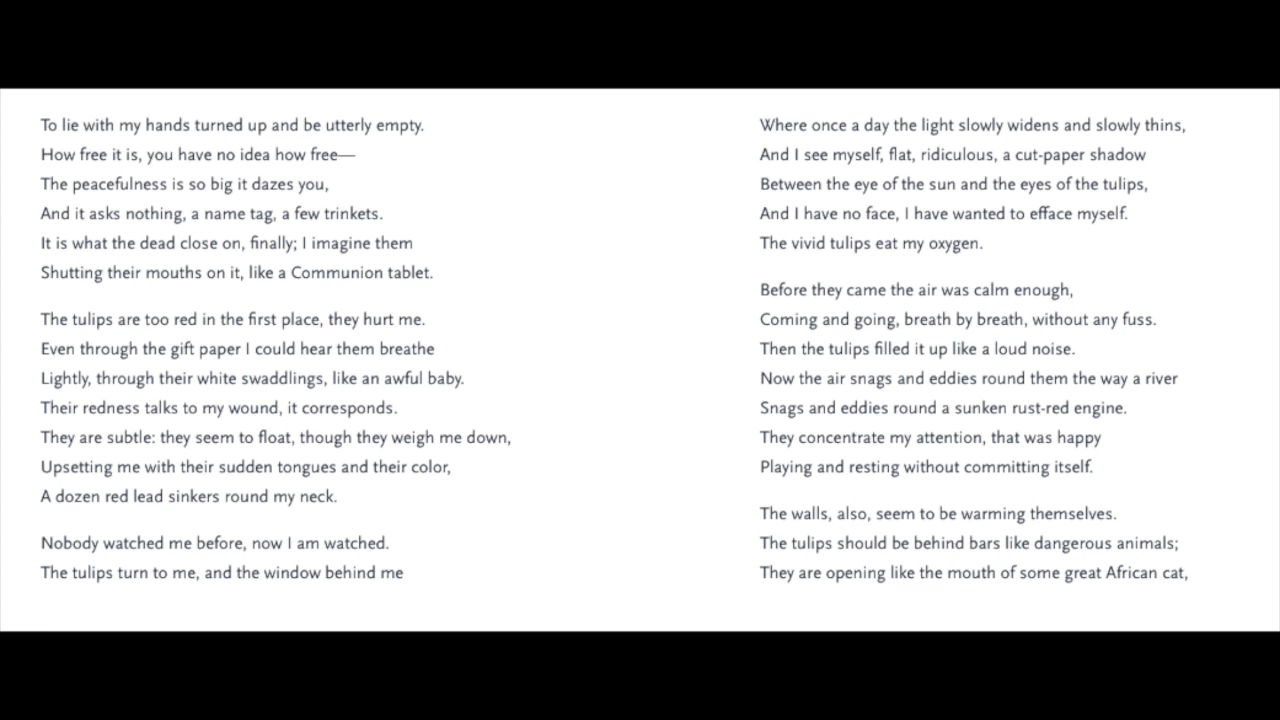 To lie with my hands turned up and be utterly empty.
How free it is, you have no idea how free—
The peacefulness is so big it dazes you,
And it asks nothing, a name tag, a few trinkets.
It is what the dead close on, finally; I imagine them
Shutting their mouths on it, like a Communion tablet.

The tulips are too red in the first place, they hurt me.
Even through the gift paper I could hear them breathe
Lightly, through their white swaddlings, like an awful baby.
Their redness talks to my wound, it corresponds.
They are subtle: they seem to float, though they weigh me down,
Upsetting me with their sudden tongues and their color,
A dozen red lead sinkers round my neck.

Nobody watched me before, now I am watched.
The tulips turn to me, and the window behind me
Where once a day the light slowly widens and slowly thins,
And I see myself, flat, ridiculous, a cut-paper shadow
Between the eye of the sun and the eyes of the tulips,
And I have no face, I have wanted to efface myself.
The vivid tulips eat my oxygen.

Before they came the air was calm enough,
Coming and going, breath by breath, without any fuss.
Then the tulips filled it up like a loud noise.
Now the air snags and eddies round them the way a river
Snags and eddies round a sunken rust-red engine.
They concentrate my attention, that was happy
Playing and resting without committing itself.

The walls, also, seem to be warming themselves.
The tulips should be behind bars like dangerous animals;
They are opening like the mouth of some great African cat,